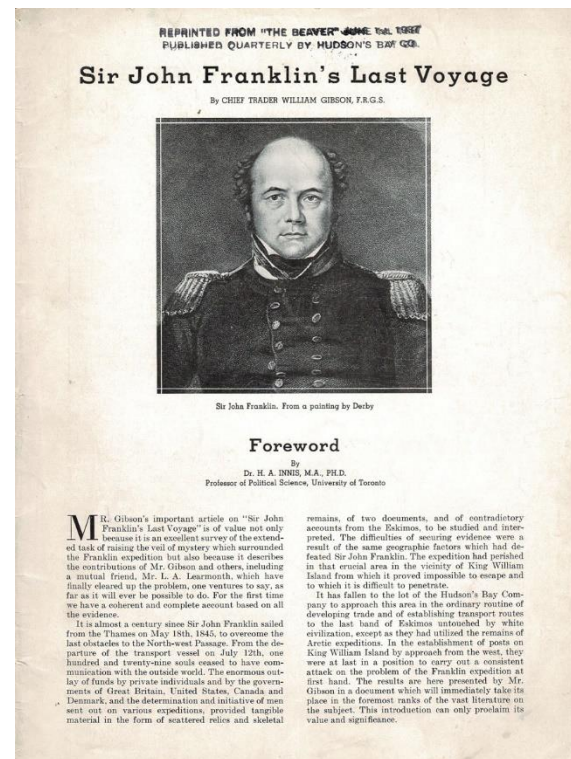 REPRINTED FROM "THE BEAVER" JUNE 1937
PUBLISHED QUARTERLY BY HUDSON'S BAY CO.
Sir John Franklin's Last Voyage
By CHIEF TRADER WILLIAM GIBSON, F.R.G.S.
Sir John Franklin. From a painting by Derby
Foreword
By
Dr. H. A. INNIS, M.A., PH.D.
Professor of Political Science, University of Toronto
MR. Gibson's important article on "Sir John
Franklin's Last Voyage" is of value not only
because it is an excellent survey of the extend-
ed task of raising the veil of mystery which surrounded
the Franklin expedition but also because it describes
the contributions of Mr. Gibson and others, including
a mutual friend, Mr. L. A. Learmonth, which have
finally cleared up the problem, one ventures to say, as
far as it will ever be possible to do. For the first time
we have a coherent and complete account based on all
the evidence.
It is almost a century since Sir John Franklin sailed
from the Thames on May 18th, 1845, to overcome the
last obstacles to the North-west Passage. From the de-
parture of the transport vessel on July 12th, one
hundred and twenty-nine souls ceased to have com-
munication with the outside world. The enormous out-
lay of funds by private individuals and by the govern-
ments of Great Britain, United States, Canada and
Denmark, and the determination and initiative of men
sent out on various expeditions, provided tangible
material in the form of scattered relics and skeletal
remains, of two documents, and of contradictory
accounts from the Eskimos, to be studied and inter-
preted. The difficulties of securing evidence were a
result of the same geographic factors which had de-
feated Sir John Franklin. The expedition had perished
in that crucial area in the vicinity of King William
Island from which it proved impossible to escape and
to which it is difficult to penetrate.
It has fallen to the lot of the Hudson's Bay Com-
pany to approach this area in the ordinary routine of
developing trade and of establishing transport routes
to the last band of Eskimos untouched by white
civilization, except as they had utilized the remains of
Arctic expeditions. In the establishment of posts on
King William Island by approach from the west, they
were at last in a position to carry out a consistent
attack on the problem of the Franklin expedition at
first hand. The results are here presented by Mr.
Gibson in a document which will immediately take its
place in the foremost ranks of the vast literature on
the subject. This introduction can only proclaim its
value and significance.